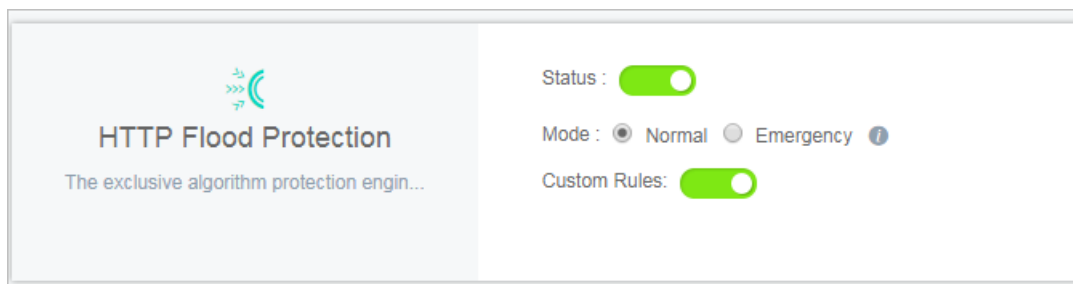 HTTP Flood Protection
The exclusive algorithm protection engin...
Status :
Mode : Normal Emergency
Custom Rules: